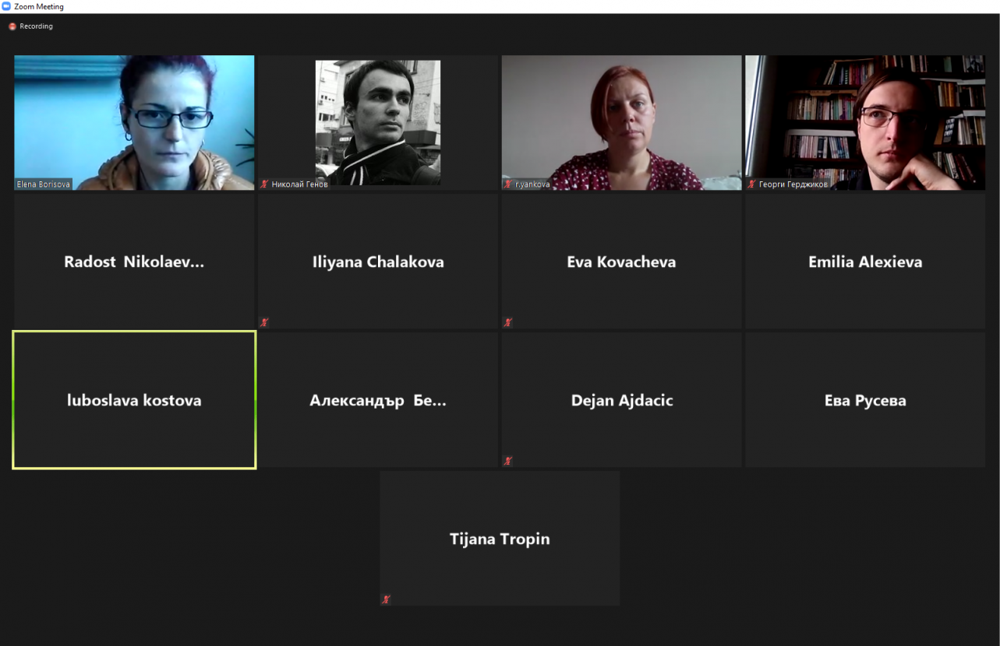 Zoom Meeting
Recording
Elena Borisova
Николай Генов
r.yankova
Георги Герджиков
Radost Nikolaev...
Iliyana Chalakova
Eva Kovacheva
Emilia Alexieva
luboslava kostova
Александър Бе...
Dejan Ajdacic
Ева Русева
Tijana Tropin